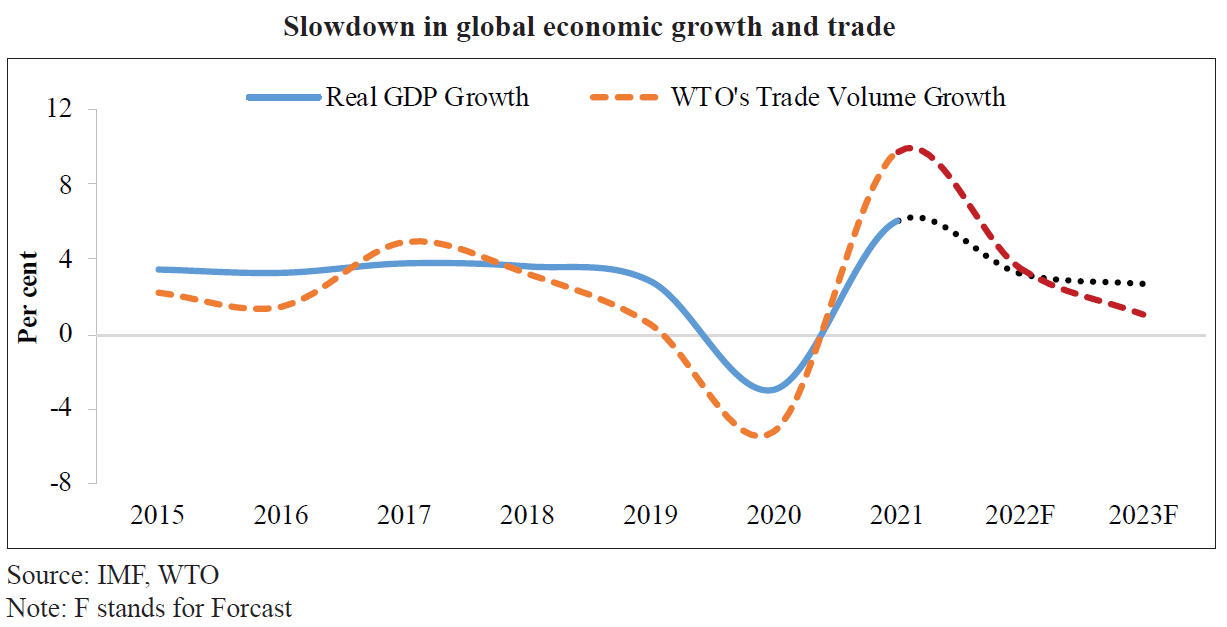 Slowdown in global economic growth and trade
Real GDP Growth
WTO's Trade Volume Growth
Per cent
12
8
4
0
-4
-8
2015 2016 2017 2018 2019 2020 2021 2022F 2023F
Source: IMF, WTO
Note: F stands for Forcast